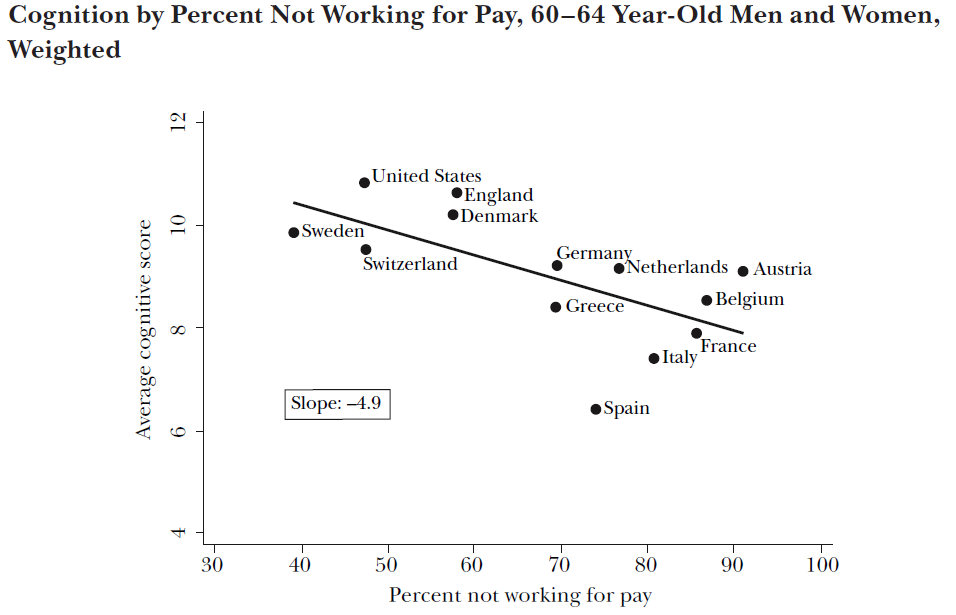 Cognition by Percent Not Working for Pay, 60–64 Year-Old Men and Women,
Weighted
12
United States
England
Denmark
10
Sweden
Switzerland
Germany
Netherlands
Austria
Belgium
Greece
8
France
Italy
Slope: –4.9
Spain
6
4
Average cognitive score
30 40 50 60 70 80 90 100
Percent not working for pay